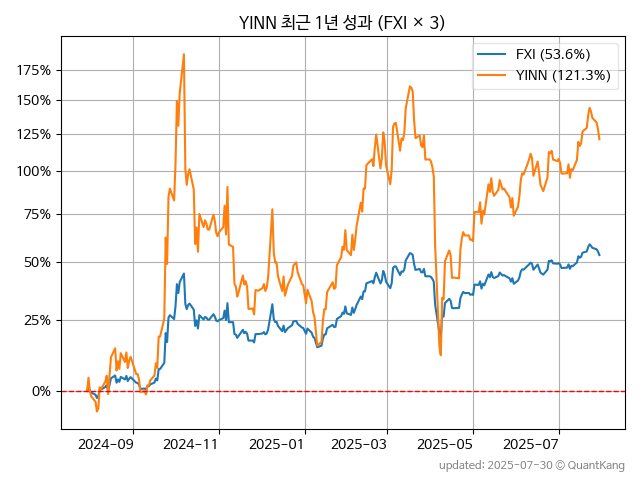 YINN 최근 1년 성과 (FXI × 3)
FXI (53.6%)
YINN (121.3%)
175%
150%
125%
100%
75%
50%
25%
0%
2024-09 2024-11 2025-01 2025-03 2025-05 2025-07
updated: 2025-07-30 © QuantKang